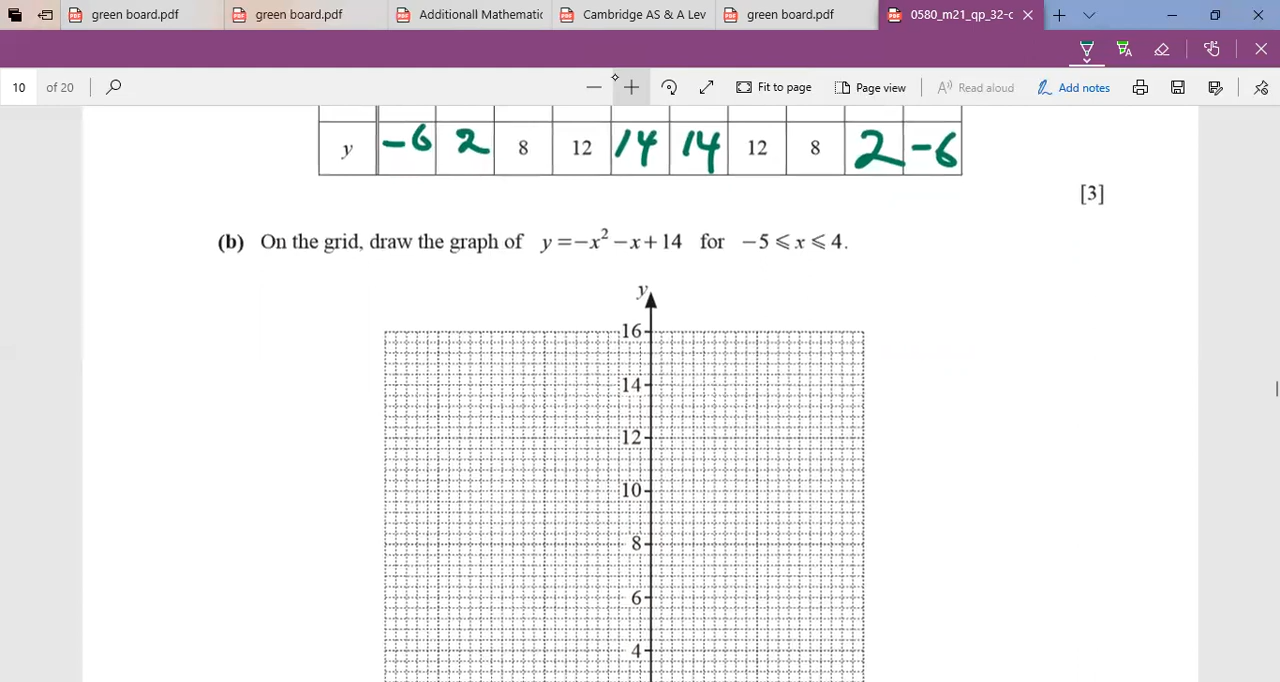 green board.pdf green board.pdf Additionall Mathematic Cambridge AS & A Lev green board.pdf 0580_m21_qp_32-c
10 of 20 Fit to page Page view Read aloud Add notes
y -6 2 8 12 14 14 12 8 2 -6
[3]
(b) On the grid, draw the graph of y = −x² − x + 14 for −5 ⩽ x ⩽ 4.
y
16
14
12
10
8
6
4